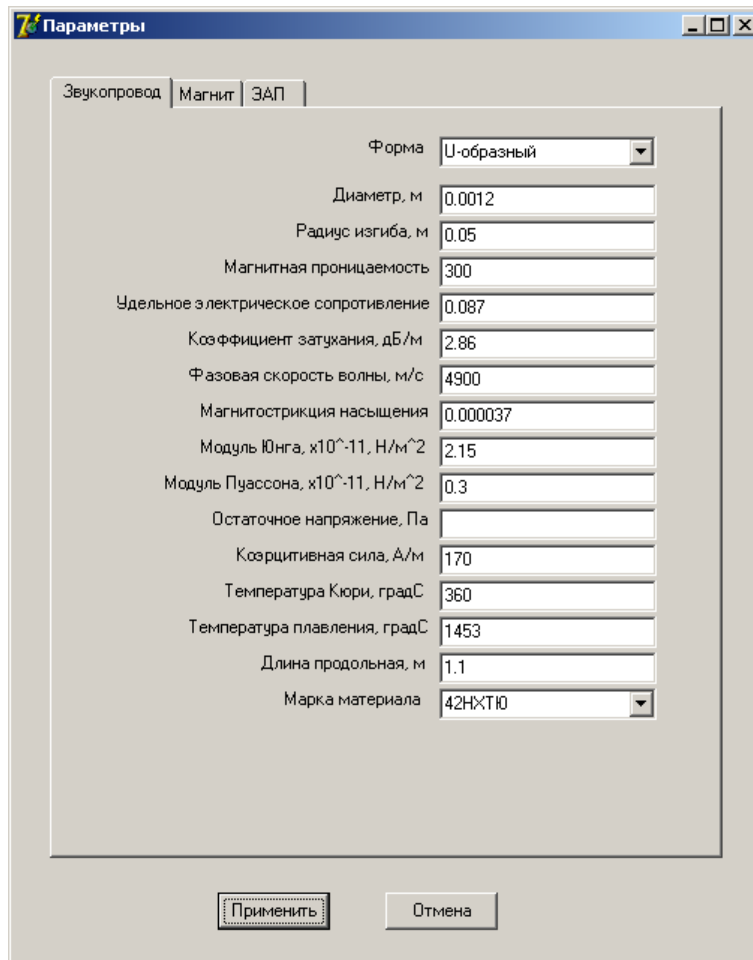 Параметры
Звукопровод Магнит ЭАП
Форма U-образный
Диаметр, м 0.0012
Радиус изгиба, м 0.05
Магнитная проницаемость 300
Удельное электрическое сопротивление 0.087
Коэффициент затухания, дБ/м 2.86
Фазовая скорость волны, м/с 4900
Магнитострикция насыщения 0.000037
Модуль Юнга, x10^-11, Н/м^2 2.15
Модуль Пуассона, x10^-11, Н/м^2 0.3
Остаточное напряжение, Па
Коэрцитивная сила, А/м 170
Температура Кюри, градС 360
Температура плавления, градС 1453
Длина продольная, м 1.1
Марка материала 42НХТЮ
Применить Отмена